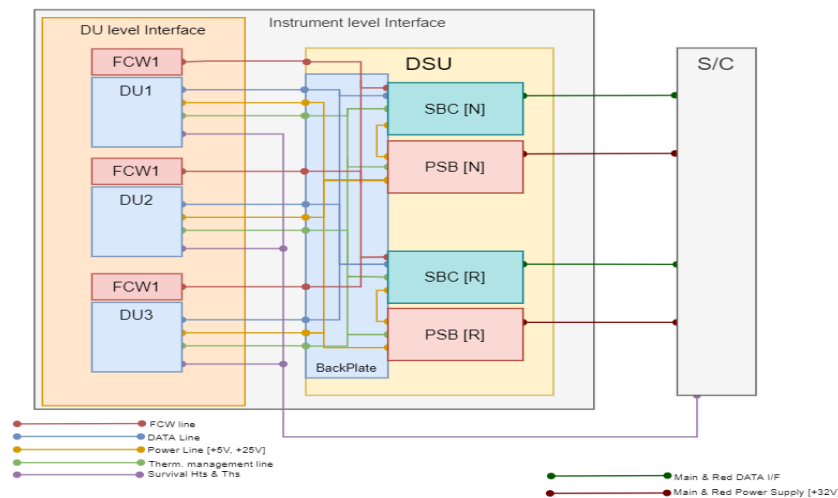 Instrument level Interface
DU level Interface
FCW1
DU1
FCW1
DU2
FCW1
DU3
DSU
SBC [N]
PSB [N]
SBC [R]
PSB [R]
BackPlate
S/C
FCW line
DATA Line
Power Line [+5V, +25V]
Therm. management line
Survival Hts & Ths
Main & Red DATA I/F
Main & Red Power Supply [+32V